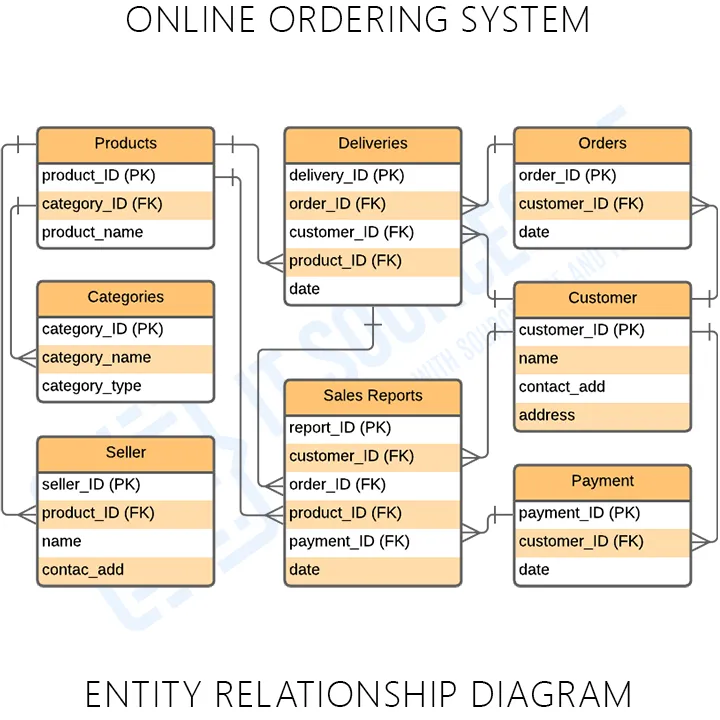 ONLINE ORDERING SYSTEM
Products
product_ID (PK)
category_ID (FK)
product_name
Categories
category_ID (PK)
category_name
category_type
Seller
seller_ID (PK)
product_ID (FK)
name
contac_add
Deliveries
delivery_ID (PK)
order_ID (FK)
customer_ID (FK)
product_ID (FK)
date
Sales Reports
report_ID (PK)
customer_ID (FK)
order_ID (FK)
product_ID (FK)
payment_ID (FK)
date
Orders
order_ID (PK)
customer_ID (FK)
date
Customer
customer_ID (PK)
name
contact_add
address
Payment
payment_ID (PK)
customer_ID (FK)
date
ENTITY RELATIONSHIP DIAGRAM